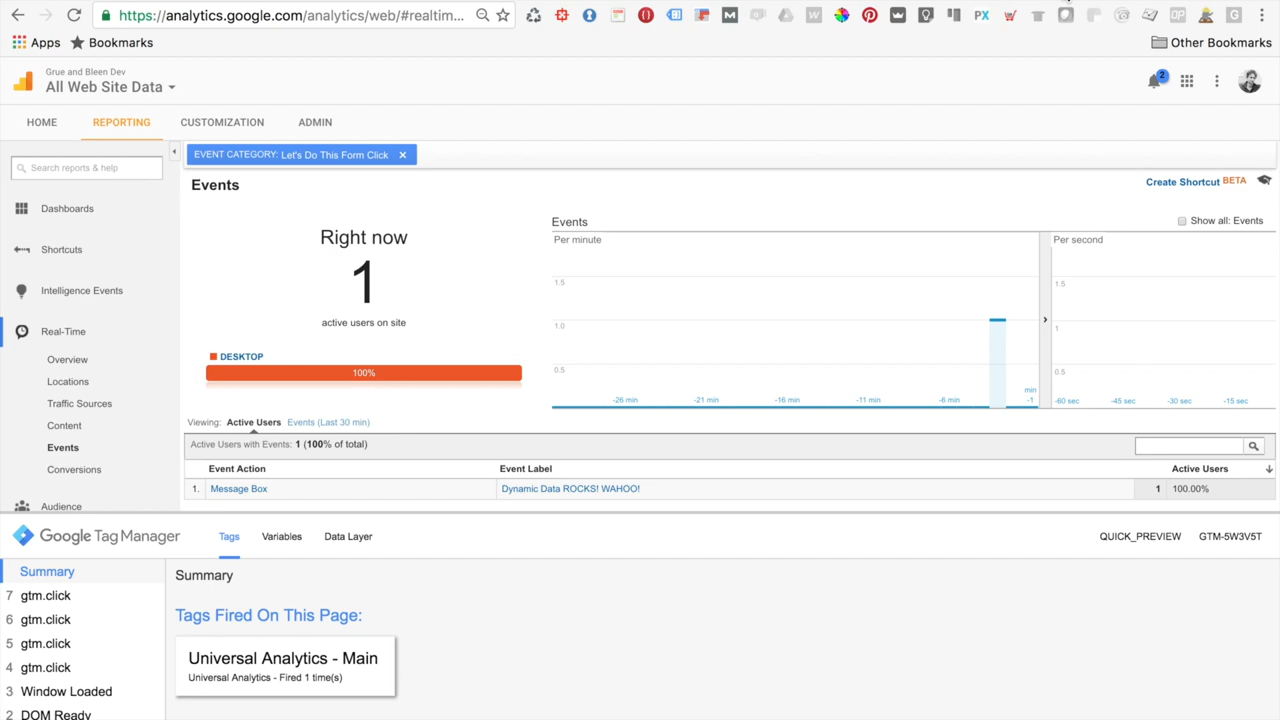 https://analytics.google.com/analytics/web/#realtim...
Apps
Bookmarks
Other Bookmarks
Grue and Bleen Dev
All Web Site Data
2
HOME
REPORTING
CUSTOMIZATION
ADMIN
Search reports & help
EVENT CATEGORY: Let's Do This Form Click
Events
Create Shortcut BETA
Dashboards
Shortcuts
Intelligence Events
Real-Time
Overview
Locations
Traffic Sources
Content
Events
Conversions
Audience
Right now
1
active users on site
DESKTOP
100%
Events
Show all: Events
Per minute
1.5
1.0
0.5
-26 min
-21 min
-16 min
-11 min
-6 min
min
-1
Per second
1.5
1
0.5
-60 sec
-45 sec
-30 sec
-15 sec
Viewing: Active Users Events (Last 30 min)
Active Users with Events: 1 (100% of total)
Event Action Event Label Active Users
1. Message Box Dynamic Data ROCKS! WAHOO! 1 100.00%
Google Tag Manager
Tags
Variables
Data Layer
QUICK_PREVIEW
GTM-5W3V5T
Summary
7 gtm.click
6 gtm.click
5 gtm.click
4 gtm.click
3 Window Loaded
2 DOM Ready
Summary
Tags Fired On This Page:
Universal Analytics - Main
Universal Analytics - Fired 1 time(s)